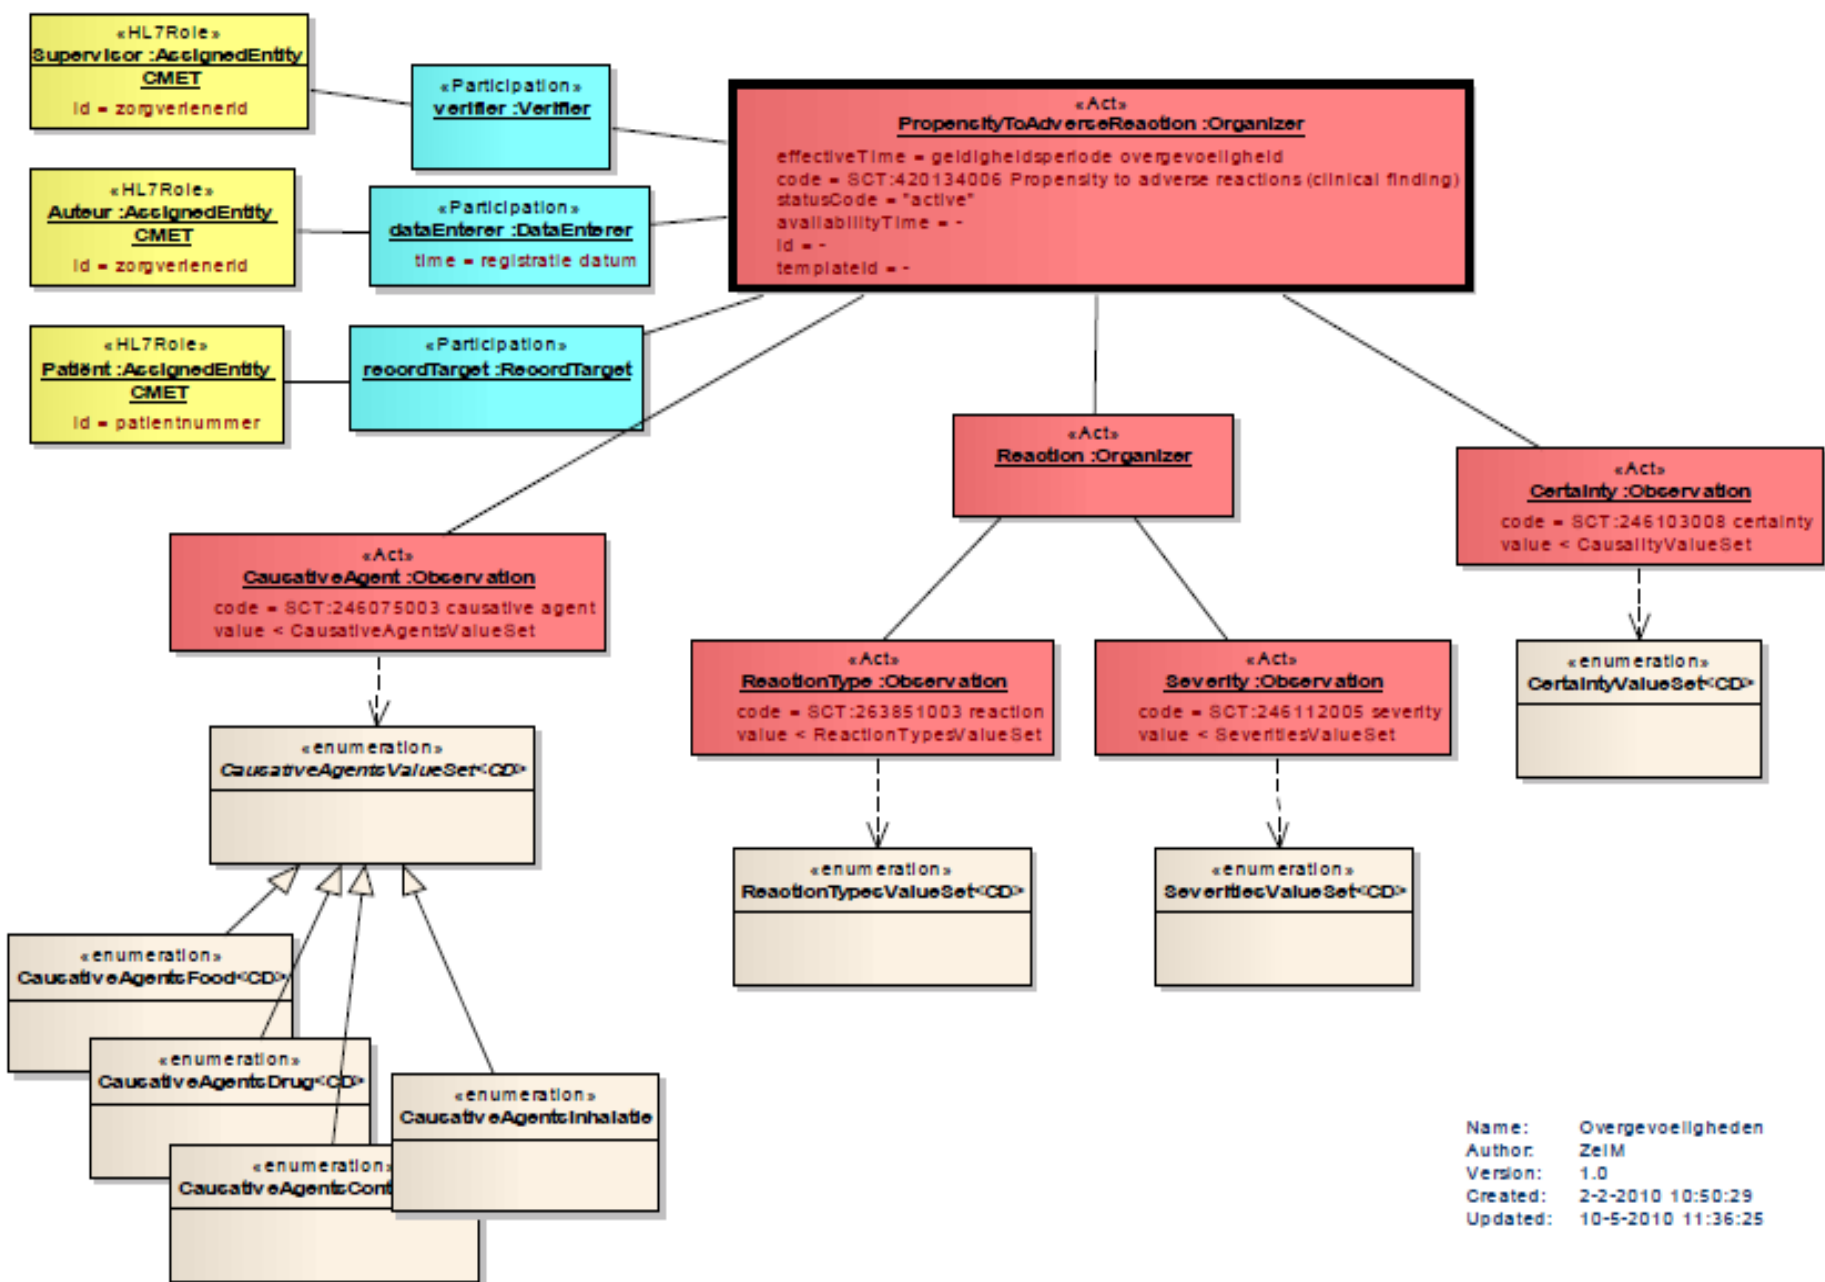 «HL7Role»
Supervisor :AssignedEntity
CMET
id = zorgverlenerid
«Participation»
verifier :Verifier
«Act»
PropensityToAdverseReaction :Organizer
effectiveTime = geldigheidsperiode overgevoeligheid
code = SCT:420134006 Propensity to adverse reactions (clinical finding)
statusCode = "active"
availabilityTime = -
id = -
templateId = -
«HL7Role»
Auteur :AssignedEntity
CMET
id = zorgverlenerid
«Participation»
dataEnterer :DataEnterer
time = registratie datum
«HL7Role»
Patiënt :AssignedEntity
CMET
id = patientnummer
«Participation»
recordTarget :RecordTarget
«Act»
Reaction :Organizer
«Act»
Certainty :Observation
code = SCT:246103008 certainty
value < CausalityValueSet
«Act»
CausativeAgent :Observation
code = SCT:246075003 causative agent
value < CausativeAgentsValueSet
«Act»
ReactionType :Observation
code = SCT:263851003 reaction
value < ReactionTypesValueSet
«Act»
Severity :Observation
code = SCT:246112005 severity
value < SeveritiesValueSet
«enumeration»
CertaintyValueSet<CD>
«enumeration»
CausativeAgentsValueSet<CD>
«enumeration»
ReactionTypesValueSet<CD>
«enumeration»
SeveritiesValueSet<CD>
«enumeration»
CausativeAgentsFood<CD>
«enumeration»
CausativeAgentsDrug<CD>
«enumeration»
CausativeAgentsInhalatie
«enumeration»
CausativeAgentsCont
Name: Overgevoeligheden
Author: ZeIM
Version: 1.0
Created: 2-2-2010 10:50:29
Updated: 10-5-2010 11:36:25